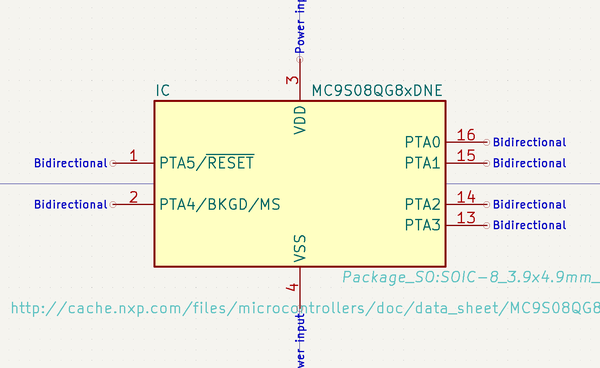 Power inp
3
IC MC9S08QG8xDNE
VDD
PTA0 16 Bidirectional
Bidirectional 1 PTA5/RESET PTA1 15 Bidirectional
Bidirectional 2 PTA4/BKGD/MS PTA2 14 Bidirectional
PTA3 13 Bidirectional
VSS
4
Package_SO:SOIC-8_3.9x4.9mm_
http://cache.nxp.com/files/microcontrollers/doc/data_sheet/MC9S08QG8
wer input